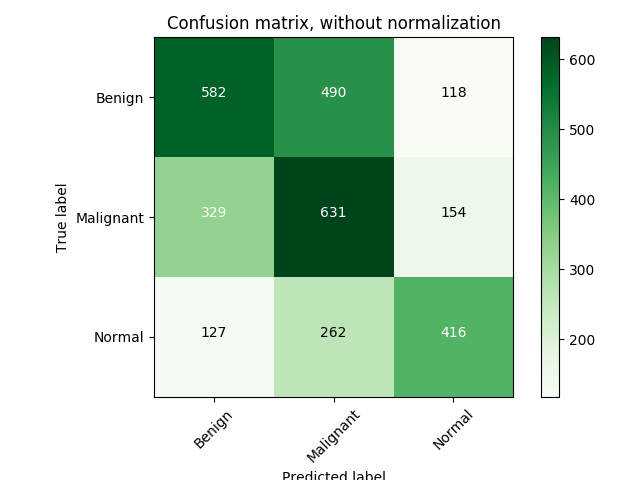 Confusion matrix, without normalization
Benign 582 490 118
Malignant 329 631 154
Normal 127 262 416
Benign Malignant Normal
True label
Predicted label
600
500
400
300
200